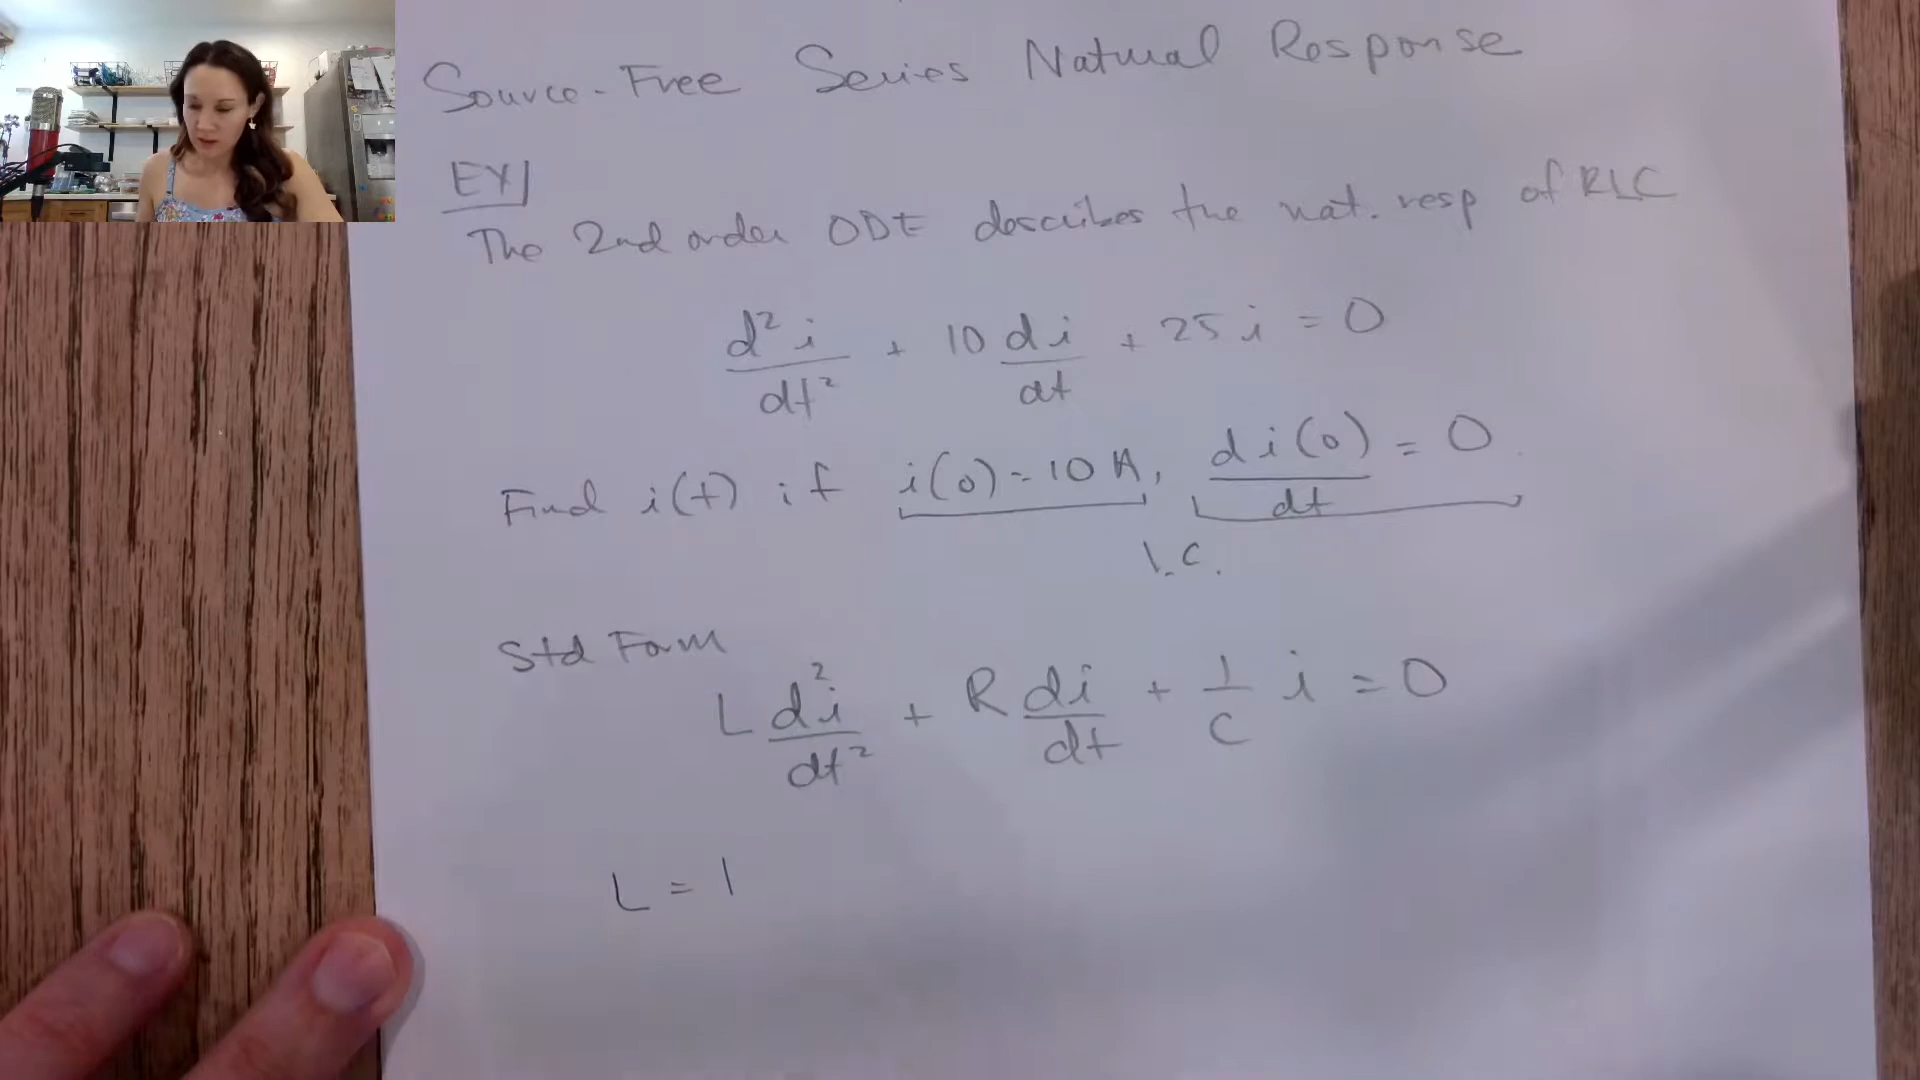 Source-Free Series Natural Response
EX1
The 2nd order ODE describes the nat. resp of RLC
d²i/dt² + 10 di/dt + 25 i = 0
Find i(t) if i(0) = 10 A, di(0)/dt = 0
I.C.
Std Form
L d²i/dt² + R di/dt + 1/C i = 0
L = 1